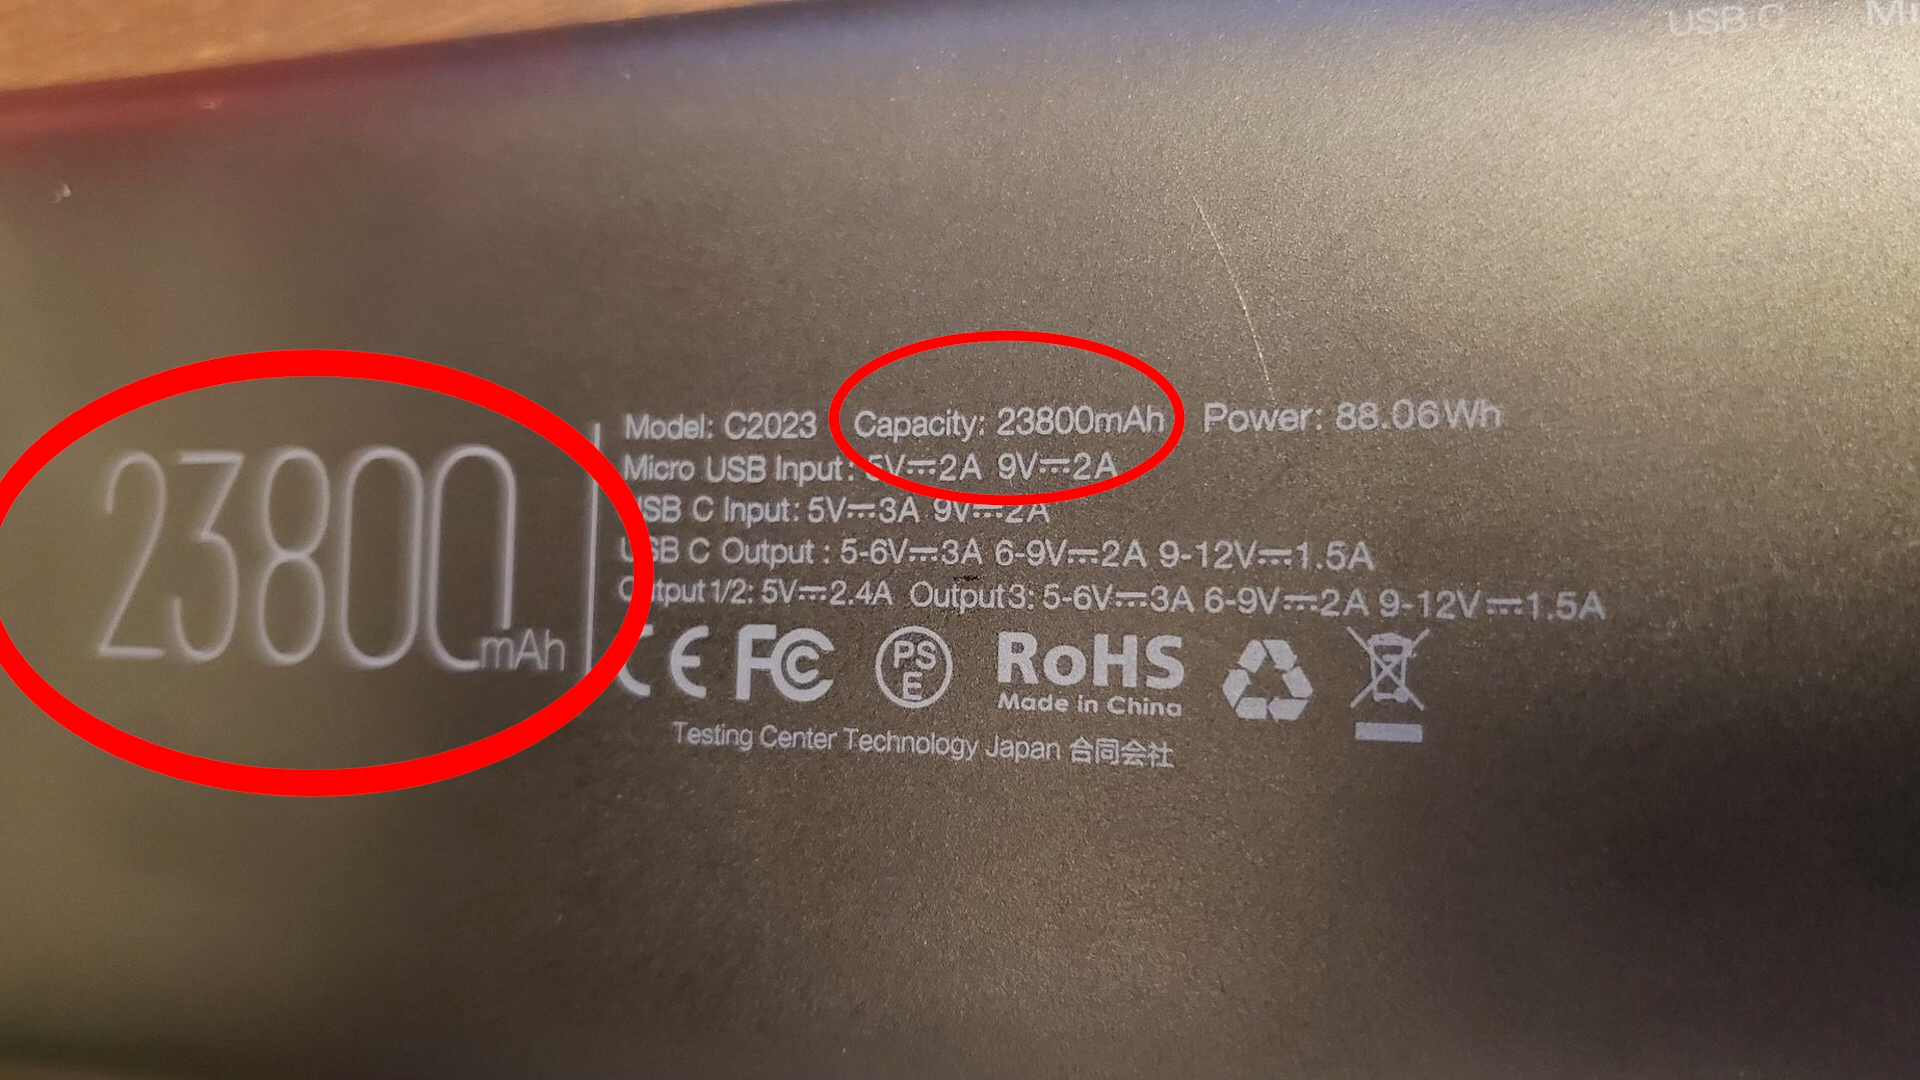 USB C
23800mAh
Model: C2023 Capacity: 23800mAh Power: 88.06Wh
Micro USB Input: 5V⎓2A 9V⎓2A
USB C Input: 5V⎓3A 9V⎓2A
USB C Output : 5-6V⎓3A 6-9V⎓2A 9-12V⎓1.5A
Output 1/2: 5V⎓2.4A Output3: 5-6V⎓3A 6-9V⎓2A 9-12V⎓1.5A
CE FC PSE RoHS
Made in China
Testing Center Technology Japan 合同会社